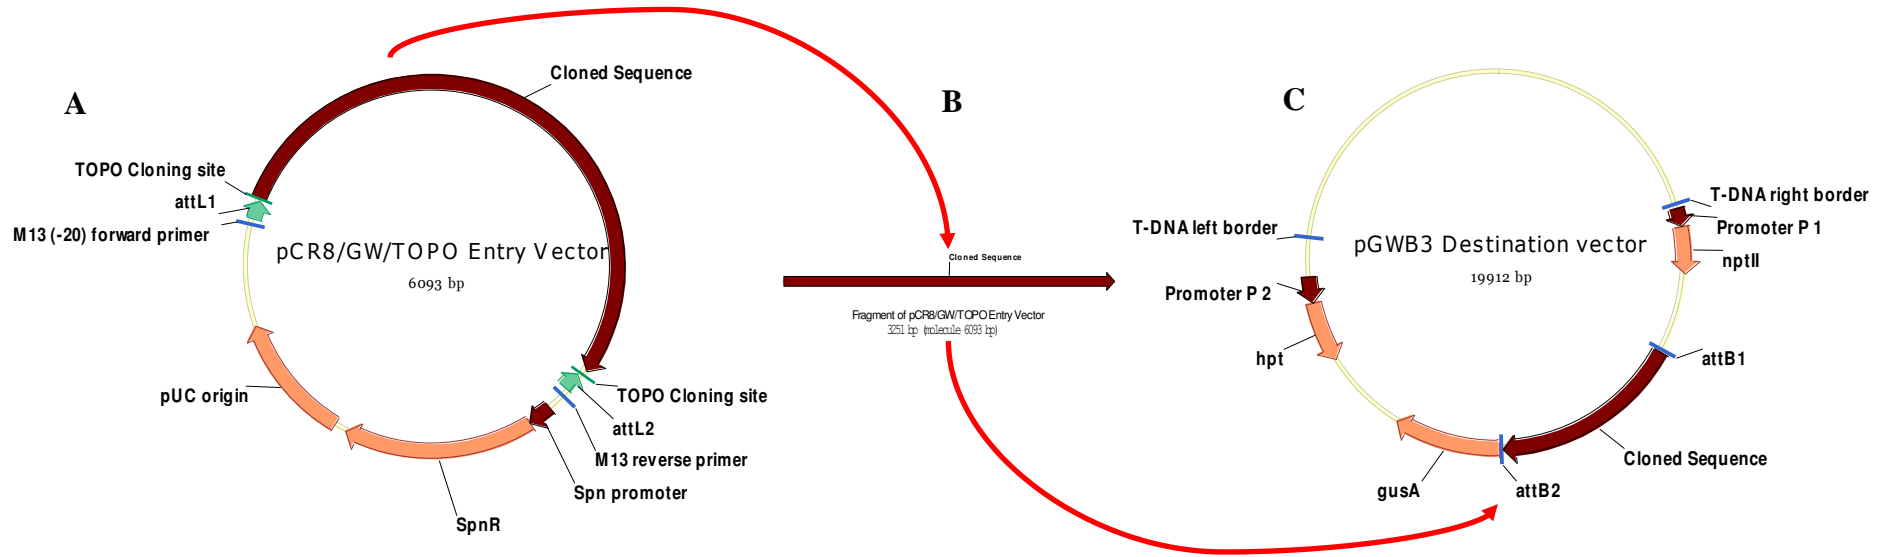 A
Cloned Sequence
TOPO Cloning site
attL1
M13 (-20) forward primer
pCR8/GW/TOPO Entry Vector
6093 bp
pUC origin
SpnR
Spn promoter
M13 reverse primer
attL2
TOPO Cloning site
B
Cloned Sequence
Fragment of pCR8/GW/TOPO Entry Vector
3251 bp (molecule 6093 bp)
C
T-DNA right border
Promoter P 1
nptII
T-DNA left border
pGWB3 Destination vector
19912 bp
Promoter P 2
hpt
attB1
Cloned Sequence
attB2
gusA